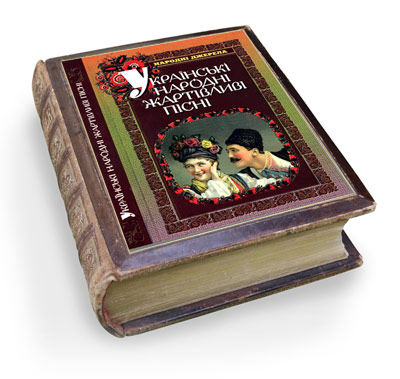 НАРОДНІ ДЖЕРЕЛА
УКРАЇНСЬКІ
НАРОДНІ
ЖАРТІВЛИВІ
ПІСНІ
УКРАЇНСЬКІ НАРОДНІ ЖАРТІВЛИВІ ПІСНІ